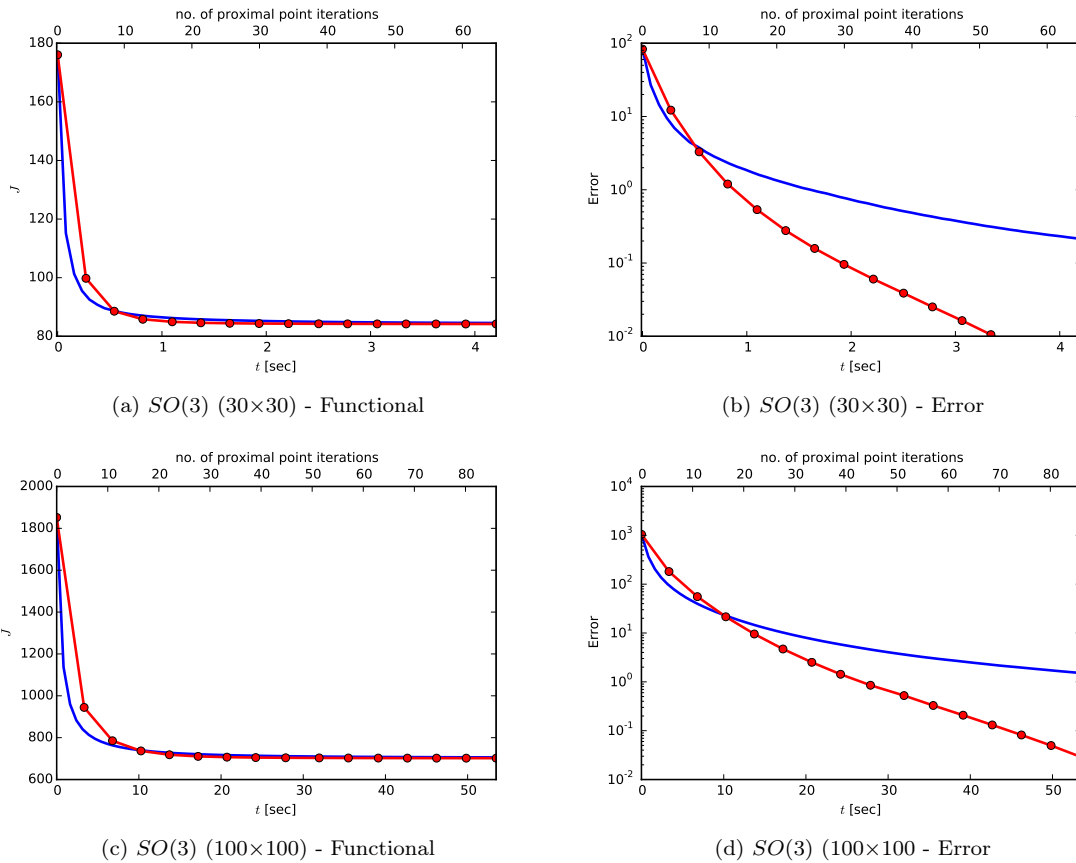 no. of proximal point iterations
0 10 20 30 40 50 60
180
160
140
120
100
80
J
0 1 2 3 4
t [sec]
(a) SO(3) (30×30) - Functional
no. of proximal point iterations
0 10 20 30 40 50 60
10^2
10^1
10^0
10^-1
10^-2
Error
0 1 2 3 4
t [sec]
(b) SO(3) (30×30) - Error
no. of proximal point iterations
0 10 20 30 40 50 60 70 80
2000
1800
1600
1400
1200
1000
800
600
J
0 10 20 30 40 50
t [sec]
(c) SO(3) (100×100) - Functional
no. of proximal point iterations
0 10 20 30 40 50 60 70 80
10^4
10^3
10^2
10^1
10^0
10^-1
10^-2
Error
0 10 20 30 40 50
t [sec]
(d) SO(3) (100×100 - Error